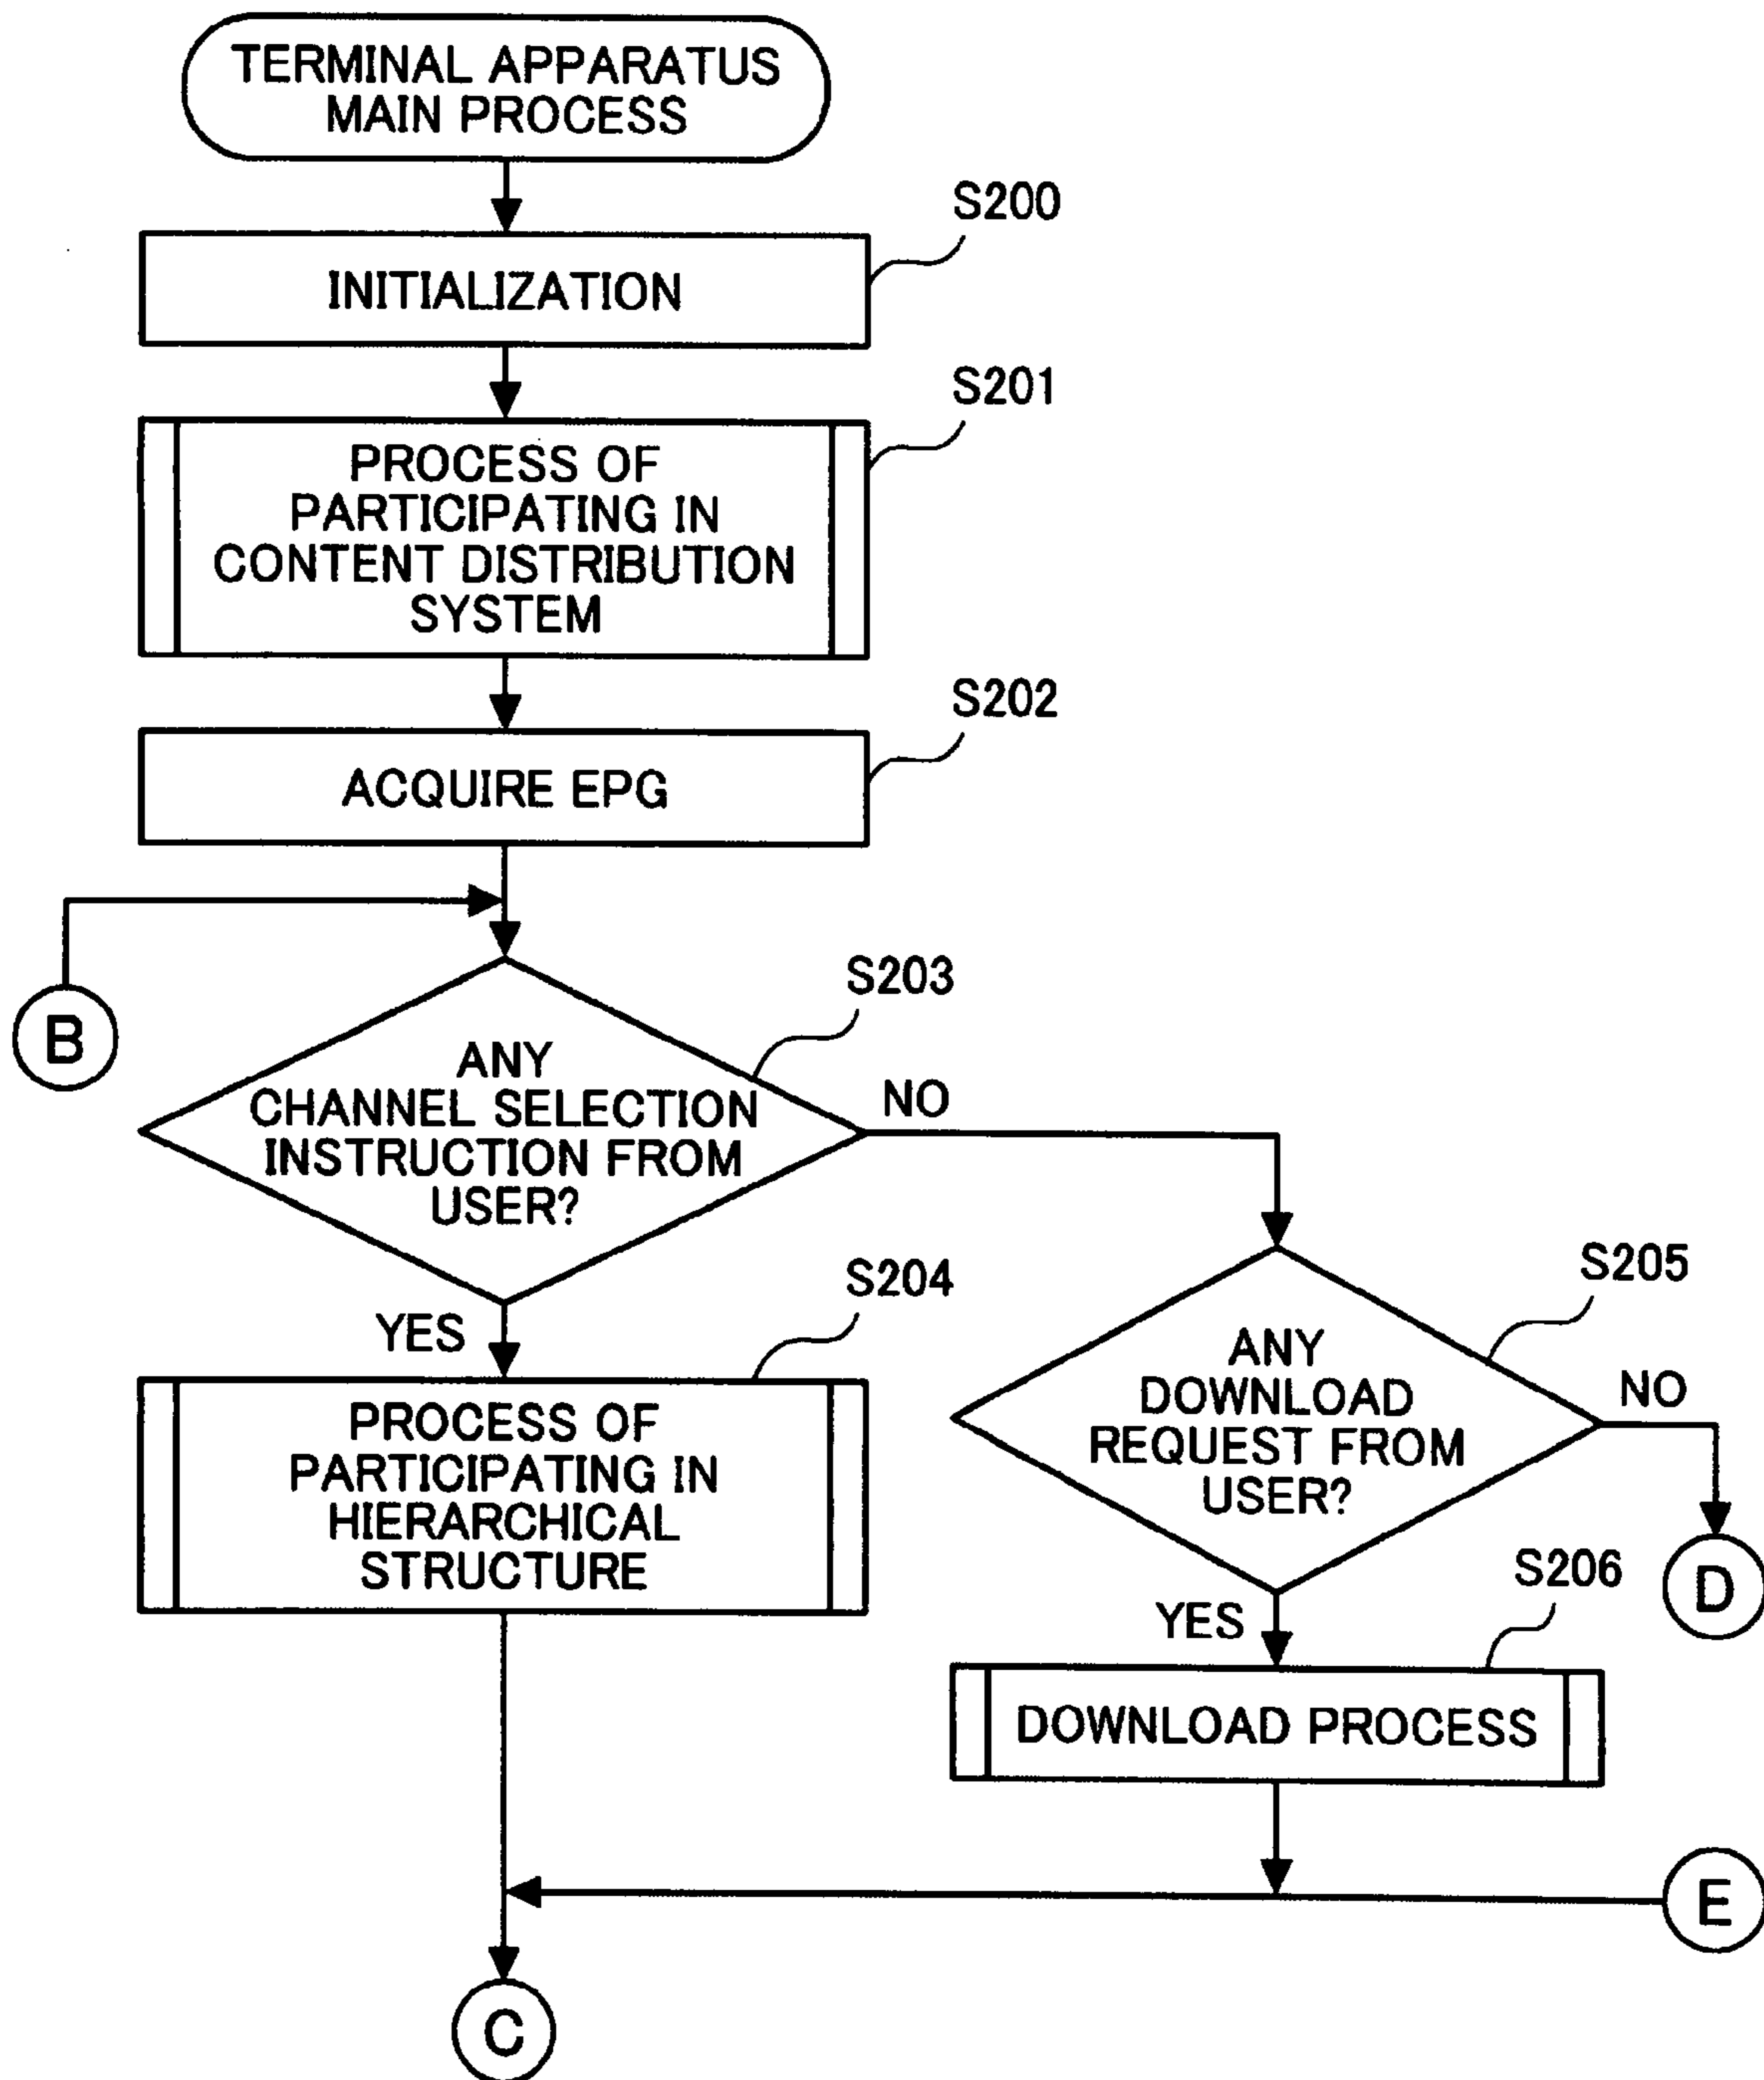 TERMINAL APPARATUS
MAIN PROCESS
S200
INITIALIZATION
S201
PROCESS OF
PARTICIPATING IN
CONTENT DISTRIBUTION
SYSTEM
S202
ACQUIRE EPG
B
S203
ANY
CHANNEL SELECTION
INSTRUCTION FROM
USER?
NO
YES
S204
PROCESS OF
PARTICIPATING IN
HIERARCHICAL
STRUCTURE
S205
ANY
DOWNLOAD
REQUEST FROM
USER?
NO
D
YES
S206
DOWNLOAD PROCESS
E
C